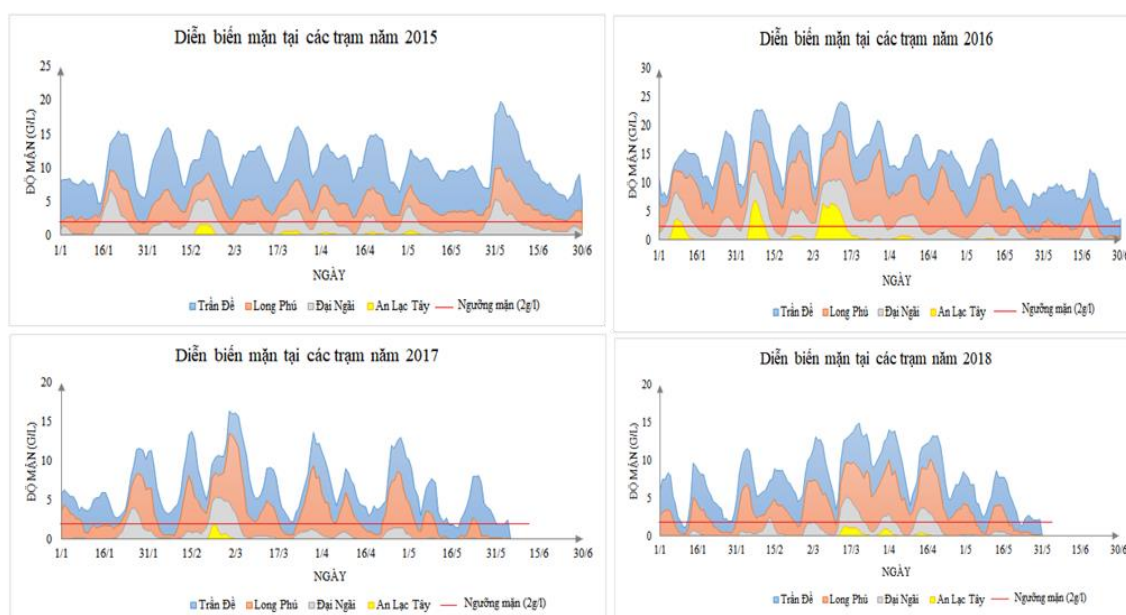 Diễn biến mặn tại các trạm năm 2015
25
20
15
10
5
0
ĐỘ MẶN (G/L)
1/1 16/1 31/1 15/2 2/3 17/3 1/4 16/4 1/5 16/5 31/5 15/6 30/6
NGÀY
Trần Đề Long Phú Đại Ngãi An Lạc Tây Ngưỡng mặn (2g/l)
Diễn biến mặn tại các trạm năm 2016
30
25
20
15
10
5
0
ĐỘ MẶN (G/L)
1/1 16/1 31/1 15/2 2/3 17/3 1/4 16/4 1/5 16/5 31/5 15/6 30/6
NGÀY
Trần Đề Long Phú Đại Ngãi An Lạc Tây Ngưỡng mặn (2g/l)
Diễn biến mặn tại các trạm năm 2017
20
15
10
5
0
ĐỘ MẶN (G/L)
1/1 16/1 31/1 15/2 2/3 17/3 1/4 16/4 1/5 16/5 31/5 15/6 30/6
NGÀY
Trần Đề Long Phú Đại Ngãi An Lạc Tây Ngưỡng mặn (2g/l)
Diễn biến mặn tại các trạm năm 2018
20
15
10
5
0
ĐỘ MẶN (G/L)
1/1 16/1 31/1 15/2 2/3 17/3 1/4 16/4 1/5 16/5 31/5 15/6 30/6
NGÀY
Trần Đề Long Phú Đại Ngãi An Lạc Tây Ngưỡng mặn (2g/l)